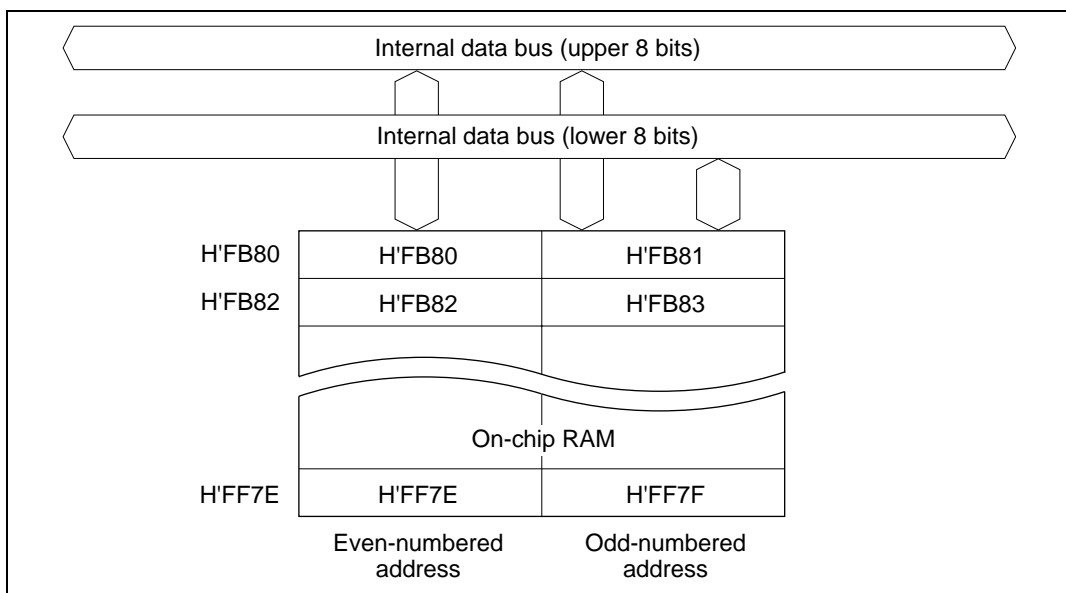 Internal data bus (upper 8 bits)
Internal data bus (lower 8 bits)
H'FB80 H'FB80 H'FB81
H'FB82 H'FB82 H'FB83
On-chip RAM
H'FF7E H'FF7E H'FF7F
Even-numbered address
Odd-numbered address